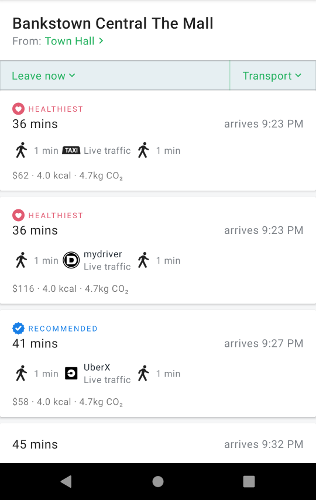 Bankstown Central The Mall
From: Town Hall >
Leave now
Transport
HEALTHIEST
36 mins
arrives 9:23 PM
1 min TAXI Live traffic 1 min
$62 · 4.0 kcal · 4.7kg CO₂
HEALTHIEST
36 mins
arrives 9:23 PM
1 min mydriver Live traffic 1 min
$116 · 4.0 kcal · 4.7kg CO₂
RECOMMENDED
41 mins
arrives 9:27 PM
1 min UberX Live traffic 1 min
$58 · 4.0 kcal · 4.7kg CO₂
45 mins
arrives 9:32 PM